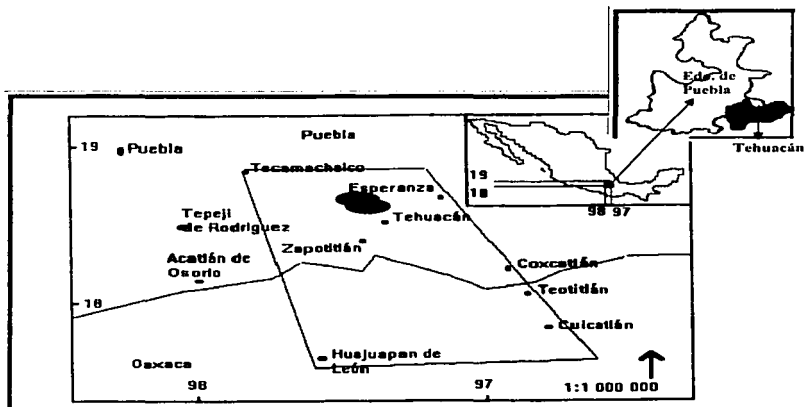 Edo. de
Puebla
Tehuacán
19
18
98 97
19
Puebla
Puebla
Tecamachalco
Esperanza
Tehuacán
Tepeji
de Rodriguez
Zapotitlán
Acatlán de
Osorio
Coxcatlán
Teotitlán
18
Cuicatlán
Oaxaca
Huajuapan de
León
1:1 000 000
98
97